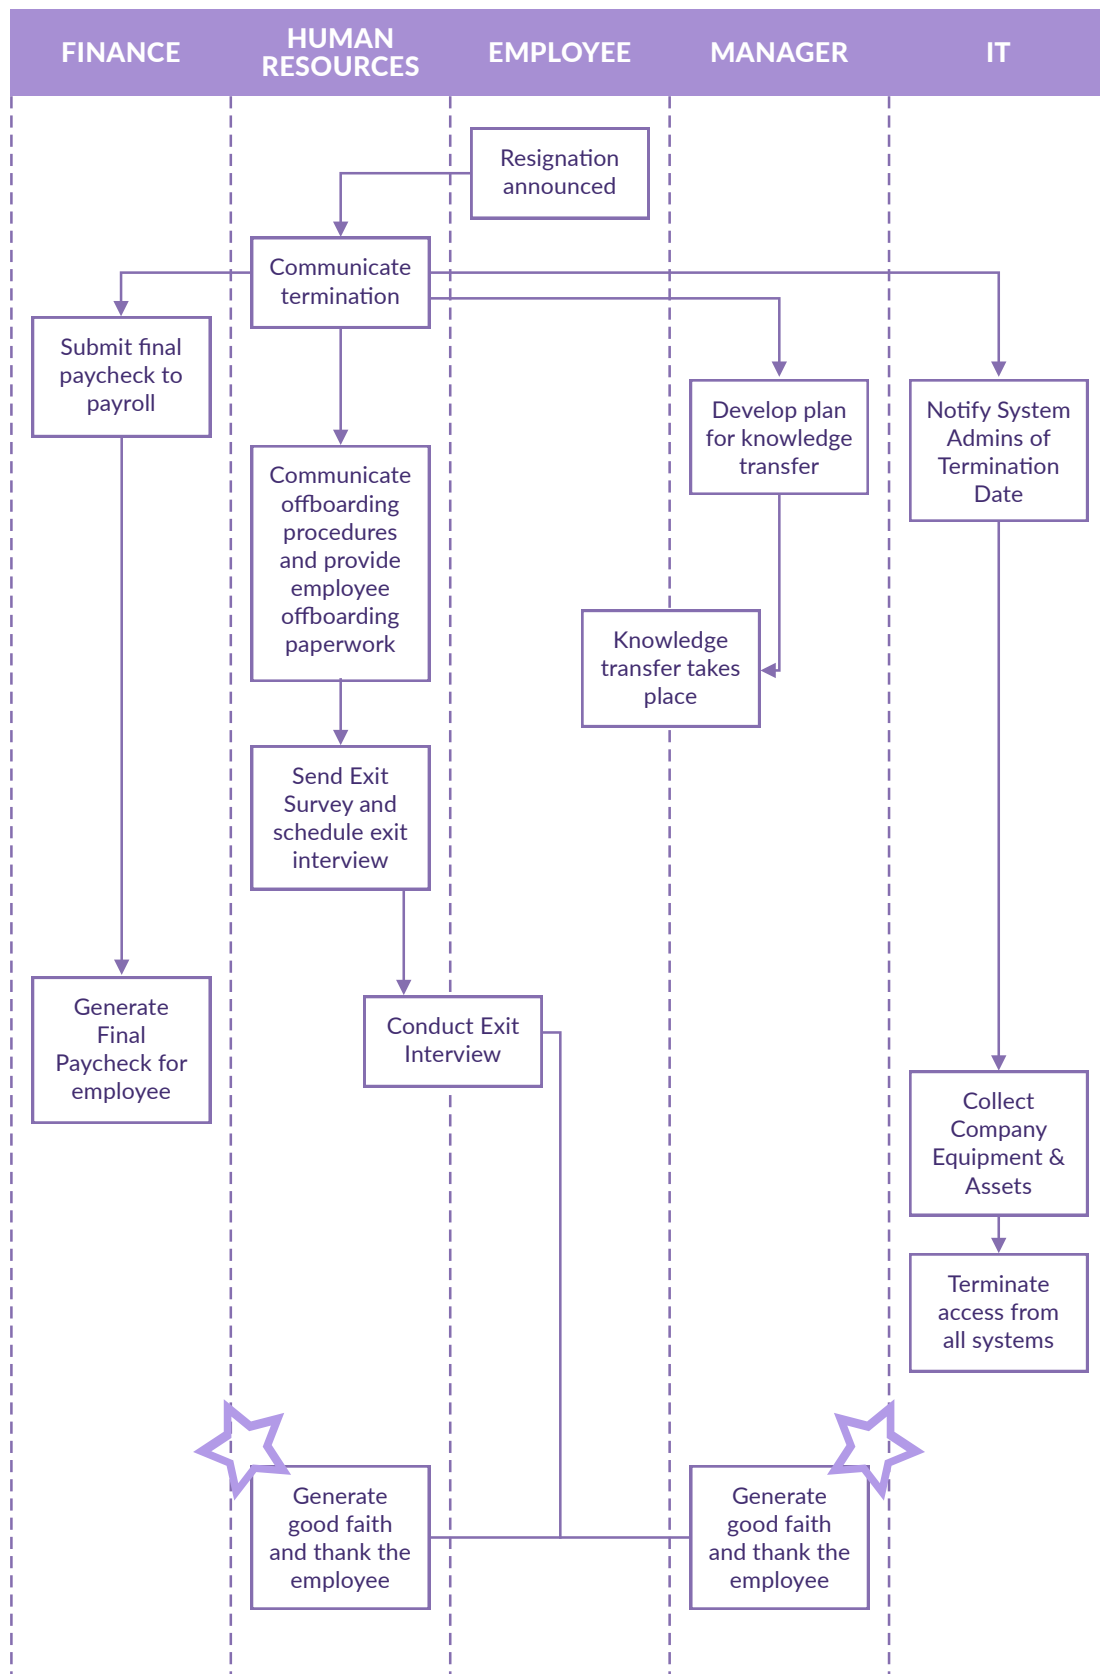 FINANCE
HUMAN
RESOURCES
EMPLOYEE
MANAGER
IT
Resignation
announced
Communicate
termination
Submit final
paycheck to
payroll
Develop plan
for knowledge
transfer
Notify System
Admins of
Termination
Date
Communicate
offboarding
procedures
and provide
employee
offboarding
paperwork
Knowledge
transfer takes
place
Send Exit
Survey and
schedule exit
interview
Generate
Final
Paycheck for
employee
Conduct Exit
Interview
Collect
Company
Equipment &
Assets
Terminate
access from
all systems
Generate
good faith
and thank the
employee
Generate
good faith
and thank the
employee